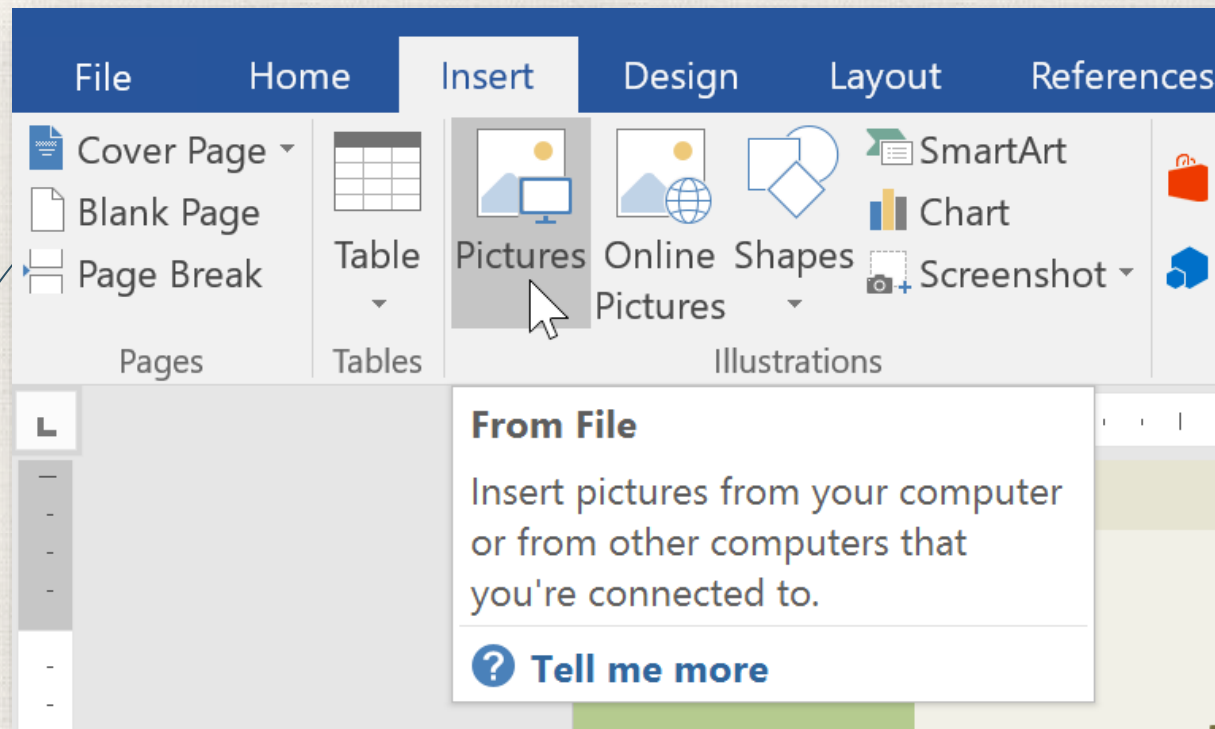 File Home Insert Design Layout References
Cover Page
Blank Page
Page Break
Pages
Table
Tables
Pictures
Online
Pictures
Shapes
SmartArt
Chart
Screenshot
Illustrations
From File
Insert pictures from your computer
or from other computers that
you're connected to.
Tell me more